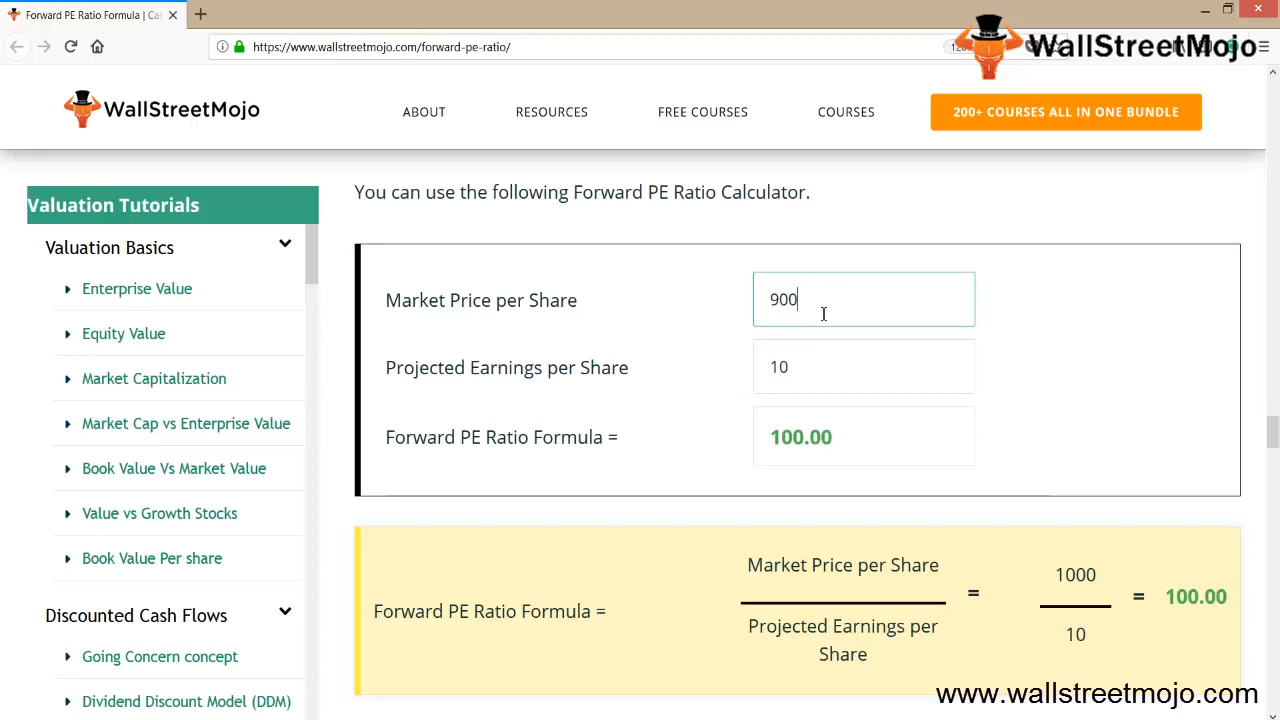 Forward PE Ratio Formula | Cal
https://www.wallstreetmojo.com/forward-pe-ratio/
WallStreetMojo
WallStreetMojo
ABOUT
RESOURCES
FREE COURSES
COURSES
200+ COURSES ALL IN ONE BUNDLE
Valuation Tutorials
Valuation Basics
Enterprise Value
Equity Value
Market Capitalization
Market Cap vs Enterprise Value
Book Value Vs Market Value
Value vs Growth Stocks
Book Value Per share
Discounted Cash Flows
Going Concern concept
Dividend Discount Model (DDM)
You can use the following Forward PE Ratio Calculator.
Market Price per Share
900
Projected Earnings per Share
10
Forward PE Ratio Formula =
100.00
Forward PE Ratio Formula =
Market Price per Share
Projected Earnings per
Share
=
1000
10
= 100.00
www.wallstreetmojo.com